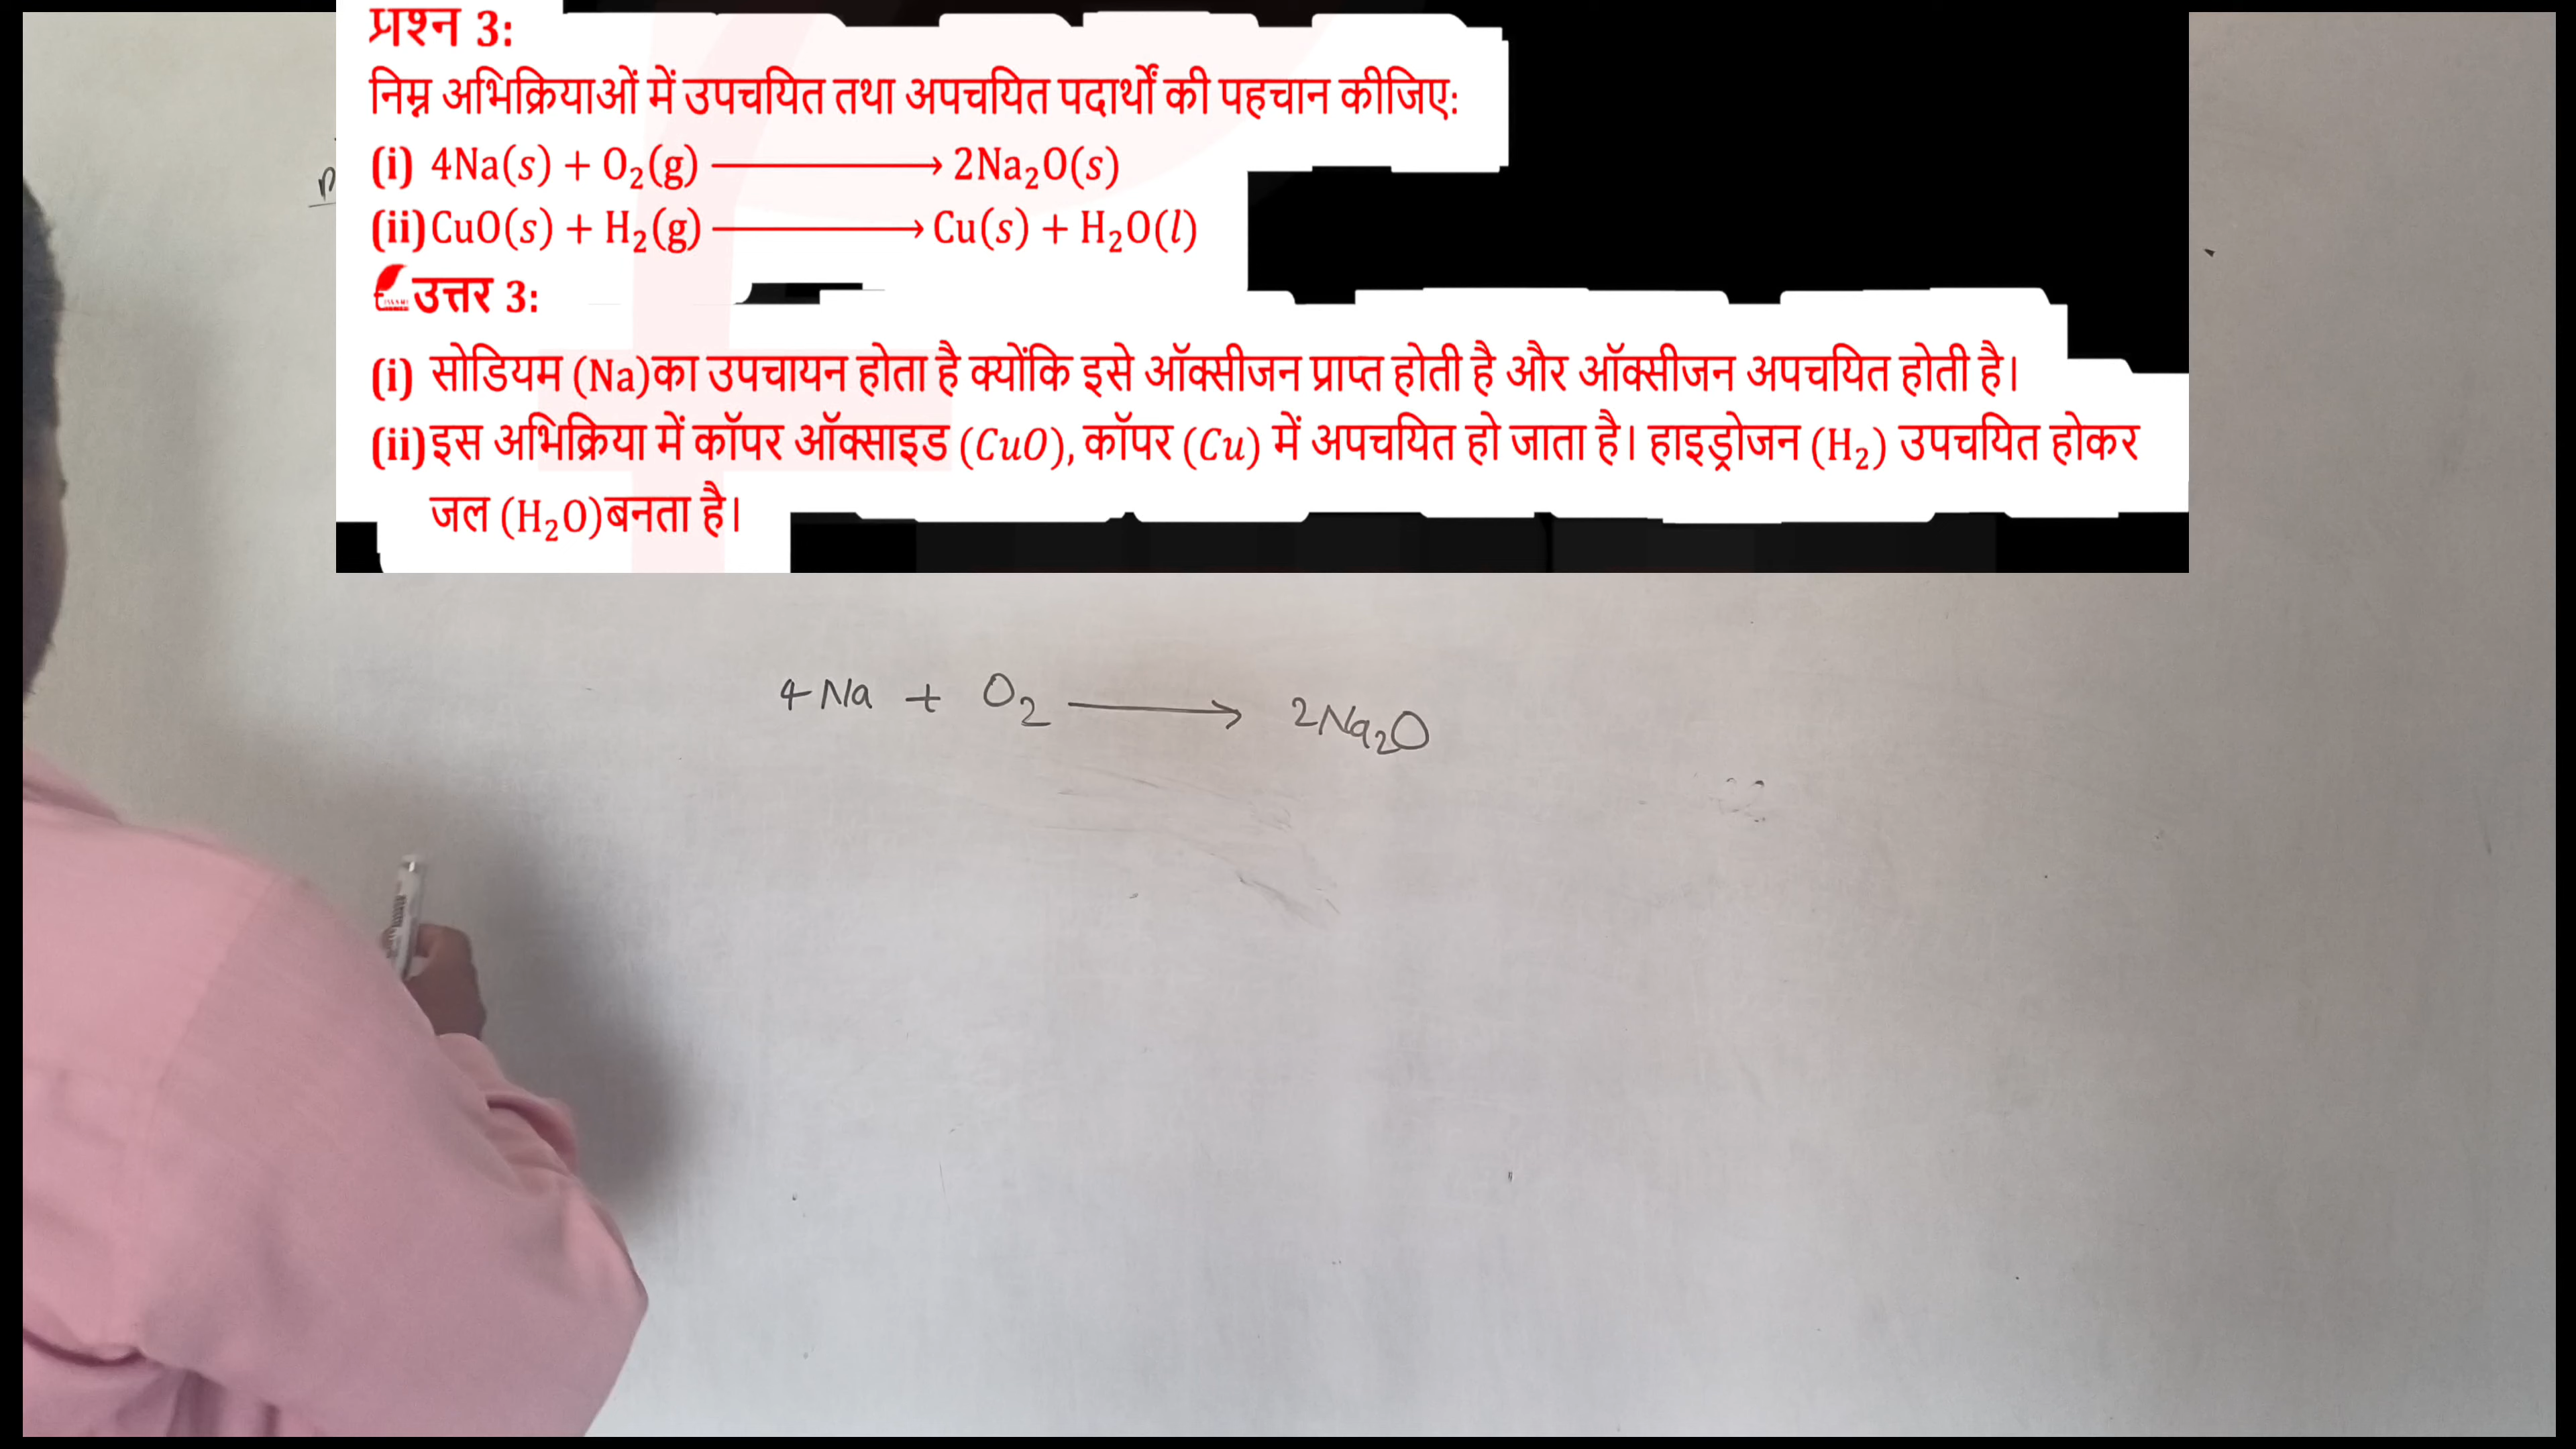 प्रश्न 3:
निम्न अभिक्रियाओं में उपचयित तथा अपचयित पदार्थों की पहचान कीजिए:
(i) 4Na(s) + O₂(g) ⟶ 2Na₂O(s)
(ii) CuO(s) + H₂(g) ⟶ Cu(s) + H₂O(l)
उत्तर 3:
(i) सोडियम (Na)का उपचायन होता है क्योंकि इसे ऑक्सीजन प्राप्त होती है और ऑक्सीजन अपचयित होती है।
(ii) इस अभिक्रिया में कॉपर ऑक्साइड (CuO), कॉपर (Cu) में अपचयित हो जाता है। हाइड्रोजन (H₂) उपचयित होकर
जल (H₂O)बनता है।
4Na + O₂ ⟶ 2Na₂O